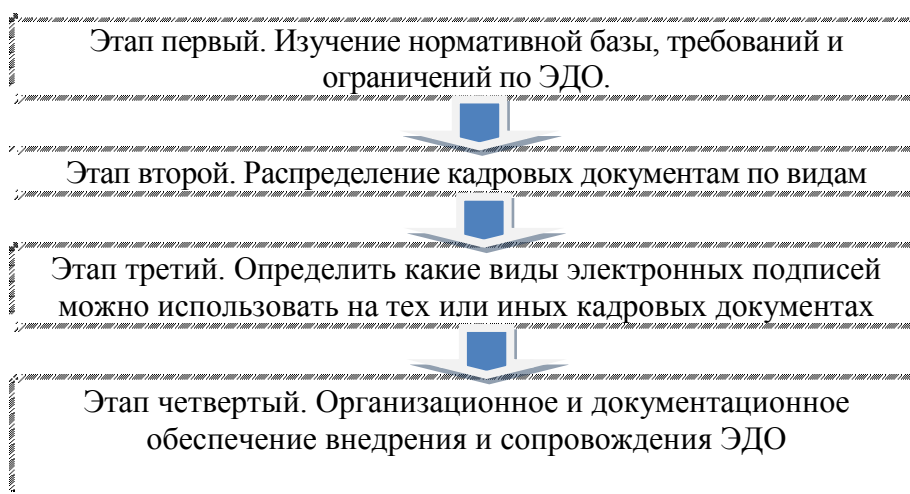 Этап первый. Изучение нормативной базы, требований и
ограничений по ЭДО.
Этап второй. Распределение кадровых документам по видам
Этап третий. Определить какие виды электронных подписей
можно использовать на тех или иных кадровых документах
Этап четвертый. Организационное и документационное
обеспечение внедрения и сопровождения ЭДО